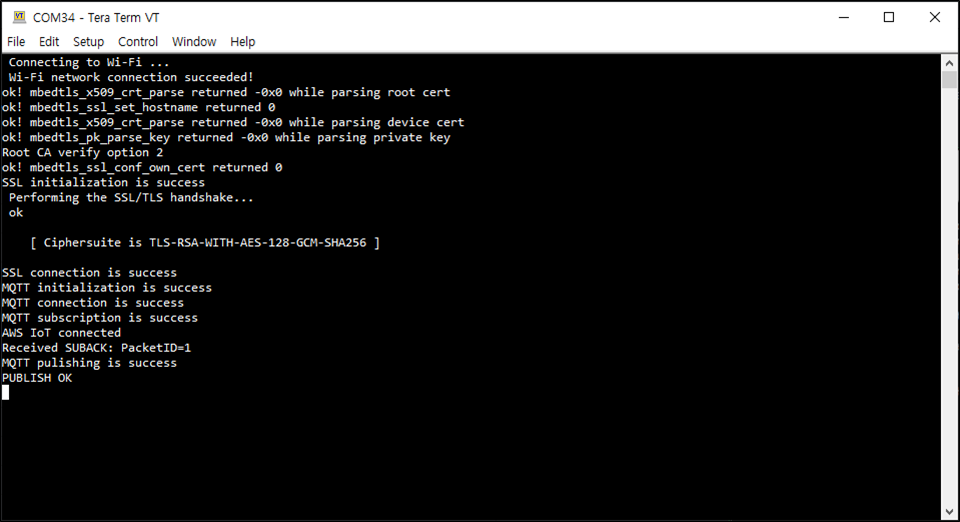 COM34 - Tera Term VT
File Edit Setup Control Window Help
Connecting to Wi-Fi ...
Wi-Fi network connection succeeded!
ok! mbedtls_x509_crt_parse returned -0x0 while parsing root cert
ok! mbedtls_ssl_set_hostname returned 0
ok! mbedtls_x509_crt_parse returned -0x0 while parsing device cert
ok! mbedtls_pk_parse_key returned -0x0 while parsing private key
Root CA verify option 2
ok! mbedtls_ssl_conf_own_cert returned 0
SSL initialization is success
Performing the SSL/TLS handshake...
ok
[ Ciphersuite is TLS-RSA-WITH-AES-128-GCM-SHA256 ]
SSL connection is success
MQTT initialization is success
MQTT connection is success
MQTT subscription is success
AWS IoT connected
Received SUBACK: PacketID=1
MQTT pulishing is success
PUBLISH OK